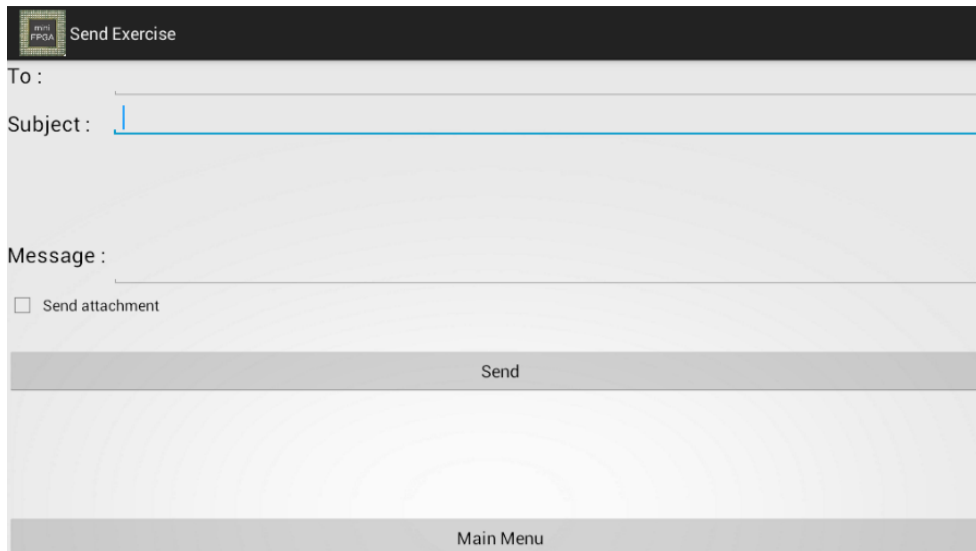 mini
FPGA
Send Exercise
To :
Subject :
Message :
Send attachment
Send
Main Menu